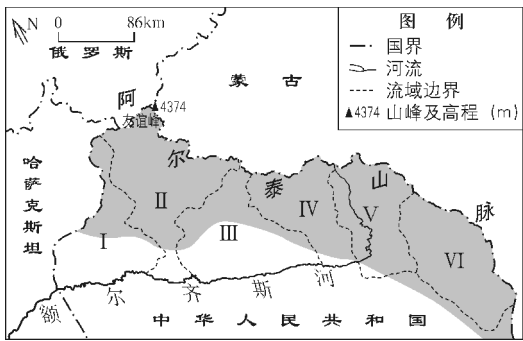 N
0 86km
俄罗斯
蒙古
哈萨克斯坦
阿尔泰山脉
▲4374
友谊峰
Ⅰ
Ⅱ
Ⅲ
Ⅳ
Ⅴ
Ⅵ
额尔齐斯河
中华人民共和国
图例
国界
河流
流域边界
▲4374 山峰及高程(m)